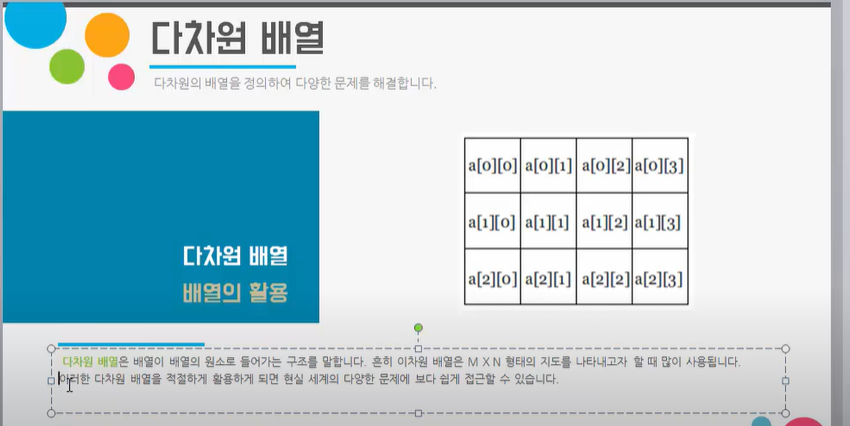 다차원 배열
다차원의 배열을 정의하여 다양한 문제를 해결합니다.
다차원 배열
배열의 활용
a[0][0] a[0][1] a[0][2] a[0][3]
a[1][0] a[1][1] a[1][2] a[1][3]
a[2][0] a[2][1] a[2][2] a[2][3]
다차원 배열은 배열이 배열의 원소로 들어가는 구조를 말합니다. 흔히 이차원 배열은 M X N 형태의 지도를 나타내고자 할 때 많이 사용됩니다.
이러한 다차원 배열을 적절하게 활용하게 되면 현실 세계의 다양한 문제에 보다 쉽게 접근할 수 있습니다.